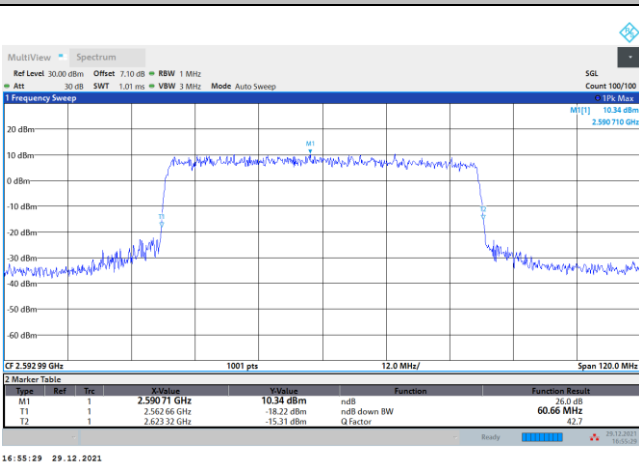 MultiView Spectrum
Ref Level 30.00 dBm Offset 7.10 dB RBW 1 MHz SGL
Att 30 dB SWT 1.01 ms VBW 3 MHz Mode Auto Sweep Count 100/100
1 Frequency Sweep 1Pk Max
M1[1] 10.34 dBm
2.590 710 GHz
M1
20 dBm
10 dBm
0 dBm
-10 dBm
T1 T2
-20 dBm
-30 dBm
-40 dBm
-50 dBm
-60 dBm
CF 2.592 99 GHz 1001 pts 12.0 MHz/ Span 120.0 MHz
2 Marker Table
Type Ref Trc X-Value Y-Value Function Function Result
M1 1 2.590 71 GHz 10.34 dBm ndB 26.0 dB
T1 1 2.562 66 GHz -18.22 dBm ndB down BW 60.66 MHz
T2 1 2.623 32 GHz -15.31 dBm Q Factor 42.7
Ready 29.12.2021
16:55:29
16:55:29 29.12.2021